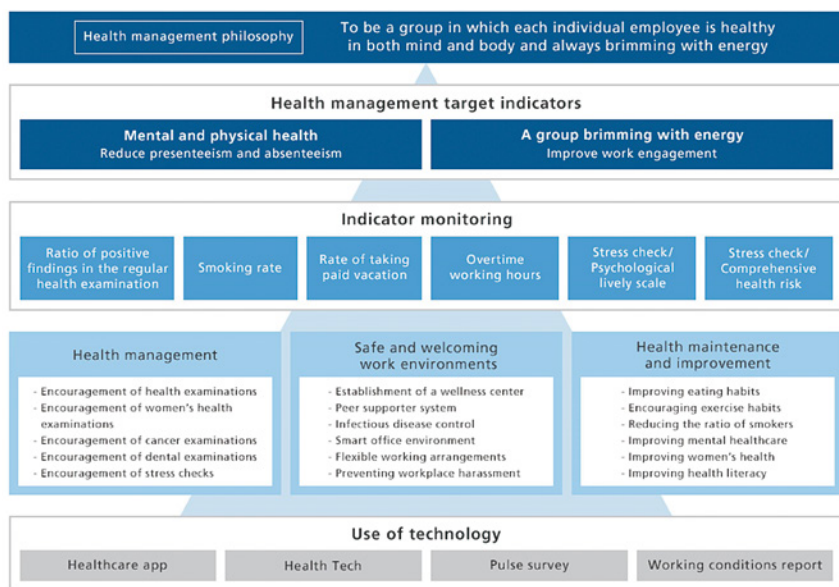 Health management philosophy
To be a group in which each individual employee is healthy
in both mind and body and always brimming with energy
Health management target indicators
Mental and physical health
Reduce presenteeism and absenteeism
A group brimming with energy
Improve work engagement
Indicator monitoring
Ratio of positive
findings in the regular
health examination
Smoking rate
Rate of taking
paid vacation
Overtime
working hours
Stress check/
Psychological
lively scale
Stress check/
Comprehensive
health risk
Health management
- Encouragement of health examinations
- Encouragement of women's health
examinations
- Encouragement of cancer examinations
- Encouragement of dental examinations
- Encouragement of stress checks
Safe and welcoming
work environments
- Establishment of a wellness center
- Peer supporter system
- Infectious disease control
- Smart office environment
- Flexible working arrangements
- Preventing workplace harassment
Health maintenance
and improvement
- Improving eating habits
- Encouraging exercise habits
- Reducing the ratio of smokers
- Improving mental healthcare
- Improving women's health
- Improving health literacy
Use of technology
Healthcare app
Health Tech
Pulse survey
Working conditions report